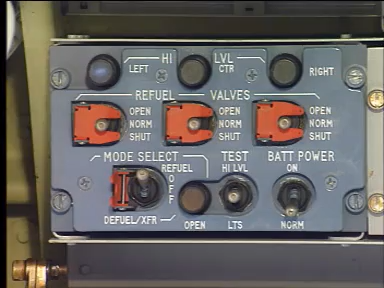 HI LVL
LEFT CTR RIGHT
REFUEL VALVES
OPEN OPEN OPEN
NORM NORM NORM
SHUT SHUT SHUT
MODE SELECT TEST BATT POWER
REFUEL HI LVL ON
OFF
DEFUEL/XFR OPEN LTS NORM